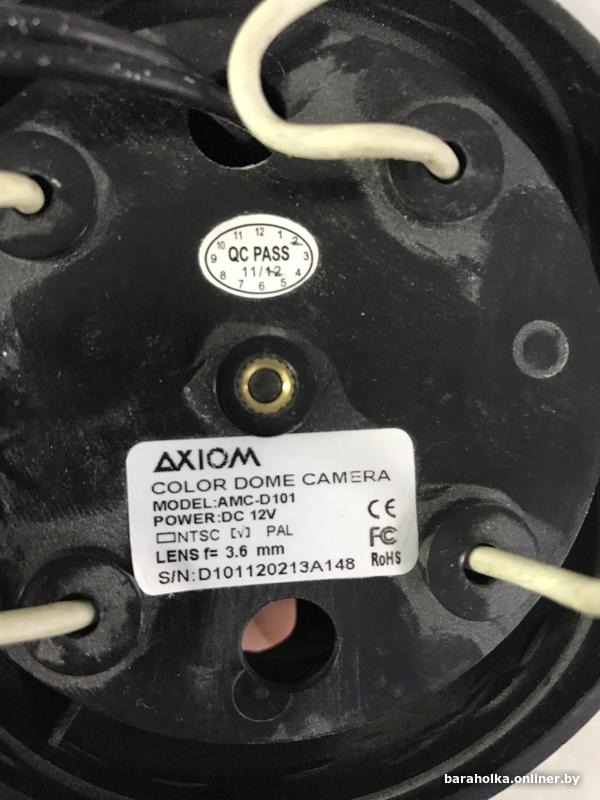 11 12 1
10 2
QC PASS
9 3
11/12
8 4
7 6 5
AXIOM
COLOR DOME CAMERA
MODEL:AMC-D101
POWER:DC 12V
NTSC [√] PAL
LENS f= 3.6 mm
S/N:D101120213A148
CE
FC
RoHS
baraholka.onliner.by